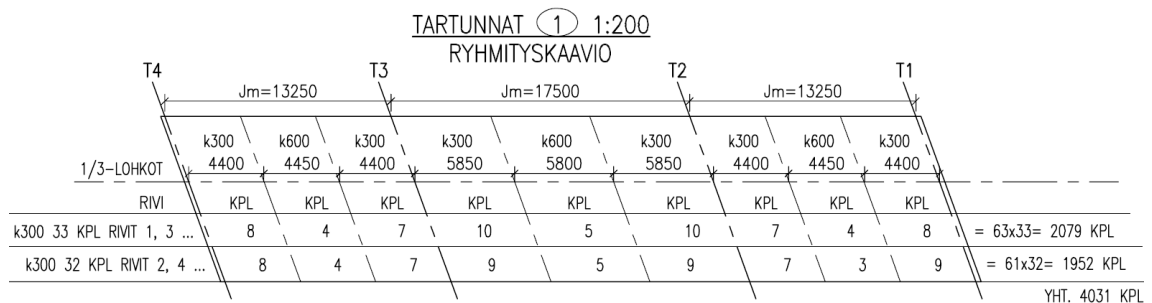 TARTUNNAT 1 1:200
RYHMITYSKAAVIO
T4 T3 T2 T1
Jm=13250 Jm=17500 Jm=13250
k300 k600 k300 k300 k600 k300 k300 k600 k300
1/3-LOHKOT 4400 4450 4400 5850 5800 5850 4400 4450 4400
RIVI KPL KPL KPL KPL KPL KPL KPL KPL KPL
k300 33 KPL RIVIT 1, 3 ... 8 4 7 10 5 10 7 4 8 = 63x33= 2079 KPL
k300 32 KPL RIVIT 2, 4 ... 8 4 7 9 5 9 7 3 9 = 61x32= 1952 KPL
YHT. 4031 KPL